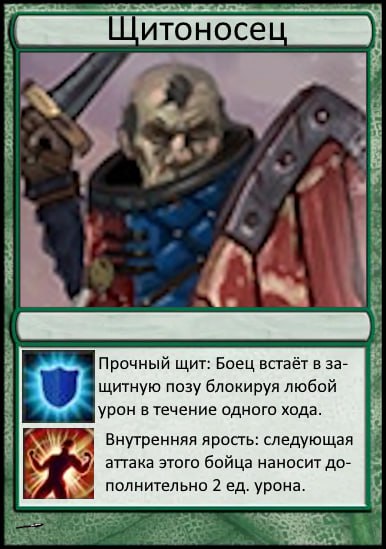 Щитоносец
Прочный щит: Боец встаёт в за-
щитную позу блокируя любой
урон в течение одного хода.
Внутренняя ярость: следующая
аттака этого бойца наносит до-
полнительно 2 ед. урона.